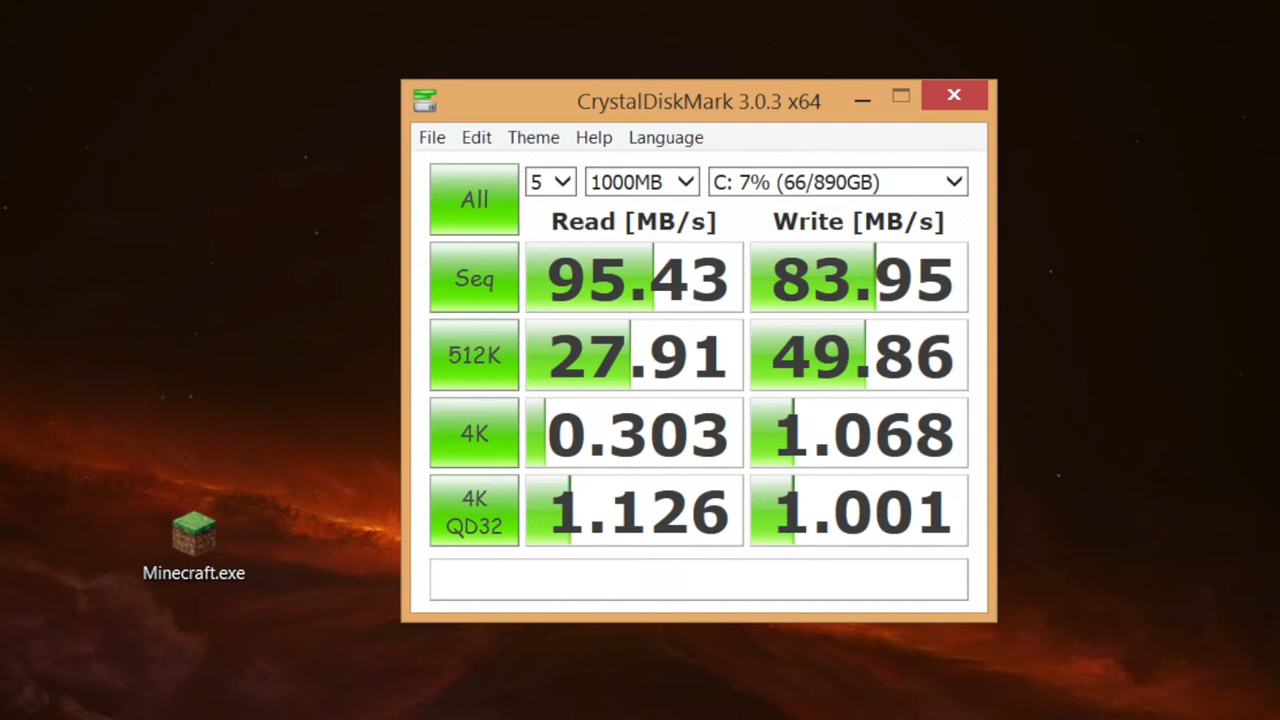 CrystalDiskMark 3.0.3 x64
File Edit Theme Help Language
All 5 1000MB C: 7% (66/890GB)
Read [MB/s] Write [MB/s]
Seq 95.43 83.95
512K 27.91 49.86
4K 0.303 1.068
4K
QD32 1.126 1.001
Minecraft.exe